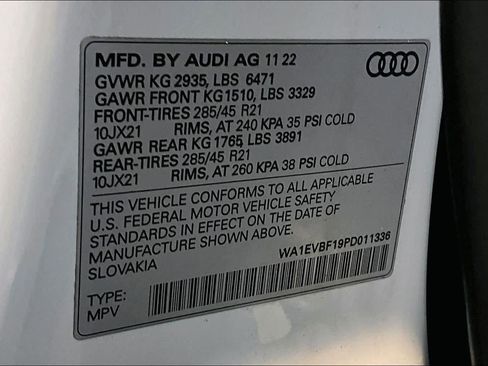 MFD. BY AUDI AG 11 22
GVWR KG 2935, LBS 6471
GAWR FRONT KG1510, LBS 3329
FRONT-TIRES 285/45 R21
10JX21 RIMS, AT 240 KPA 35 PSI COLD
GAWR REAR KG 1765, LBS 3891
REAR-TIRES 285/45 R21
10JX21 RIMS, AT 260 KPA 38 PSI COLD
THIS VEHICLE CONFORMS TO ALL APPLICABLE
U.S. FEDERAL MOTOR VEHICLE SAFETY
STANDARDS IN EFFECT ON THE DATE OF
MANUFACTURE SHOWN ABOVE.
SLOVAKIA
WA1EVBF19PD011336
TYPE:
MPV